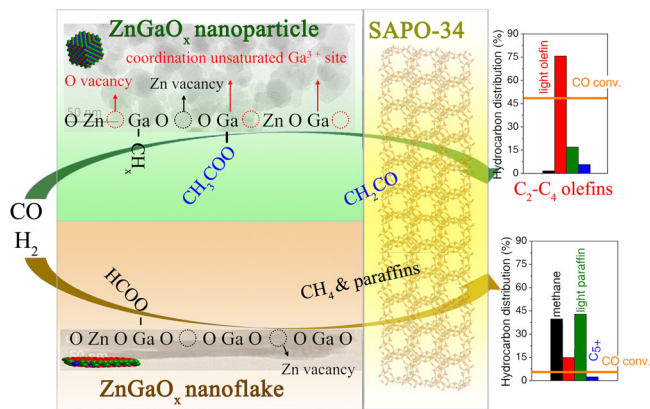 ZnGaOx nanoparticle
coordination unsaturated Ga3+ site
O vacancy
Zn vacancy
50 nm
O Zn Ga O O Ga Zn Ga O
CHx
CH3COO
CH2CO
CO
H2
HCOO
CH4 & paraffins
O Zn O Ga O O Ga O O Ga O
Zn vacancy
ZnGaOx nanoflake
SAPO-34
Hydrocarbon distribution (%)
90
75
60
45
30
15
0
light olefin
CO conv.
C2-C4 olefins
Hydrocarbon distribution (%)
90
75
60
45
30
15
0
methane
light paraffin
C5+
CO conv.